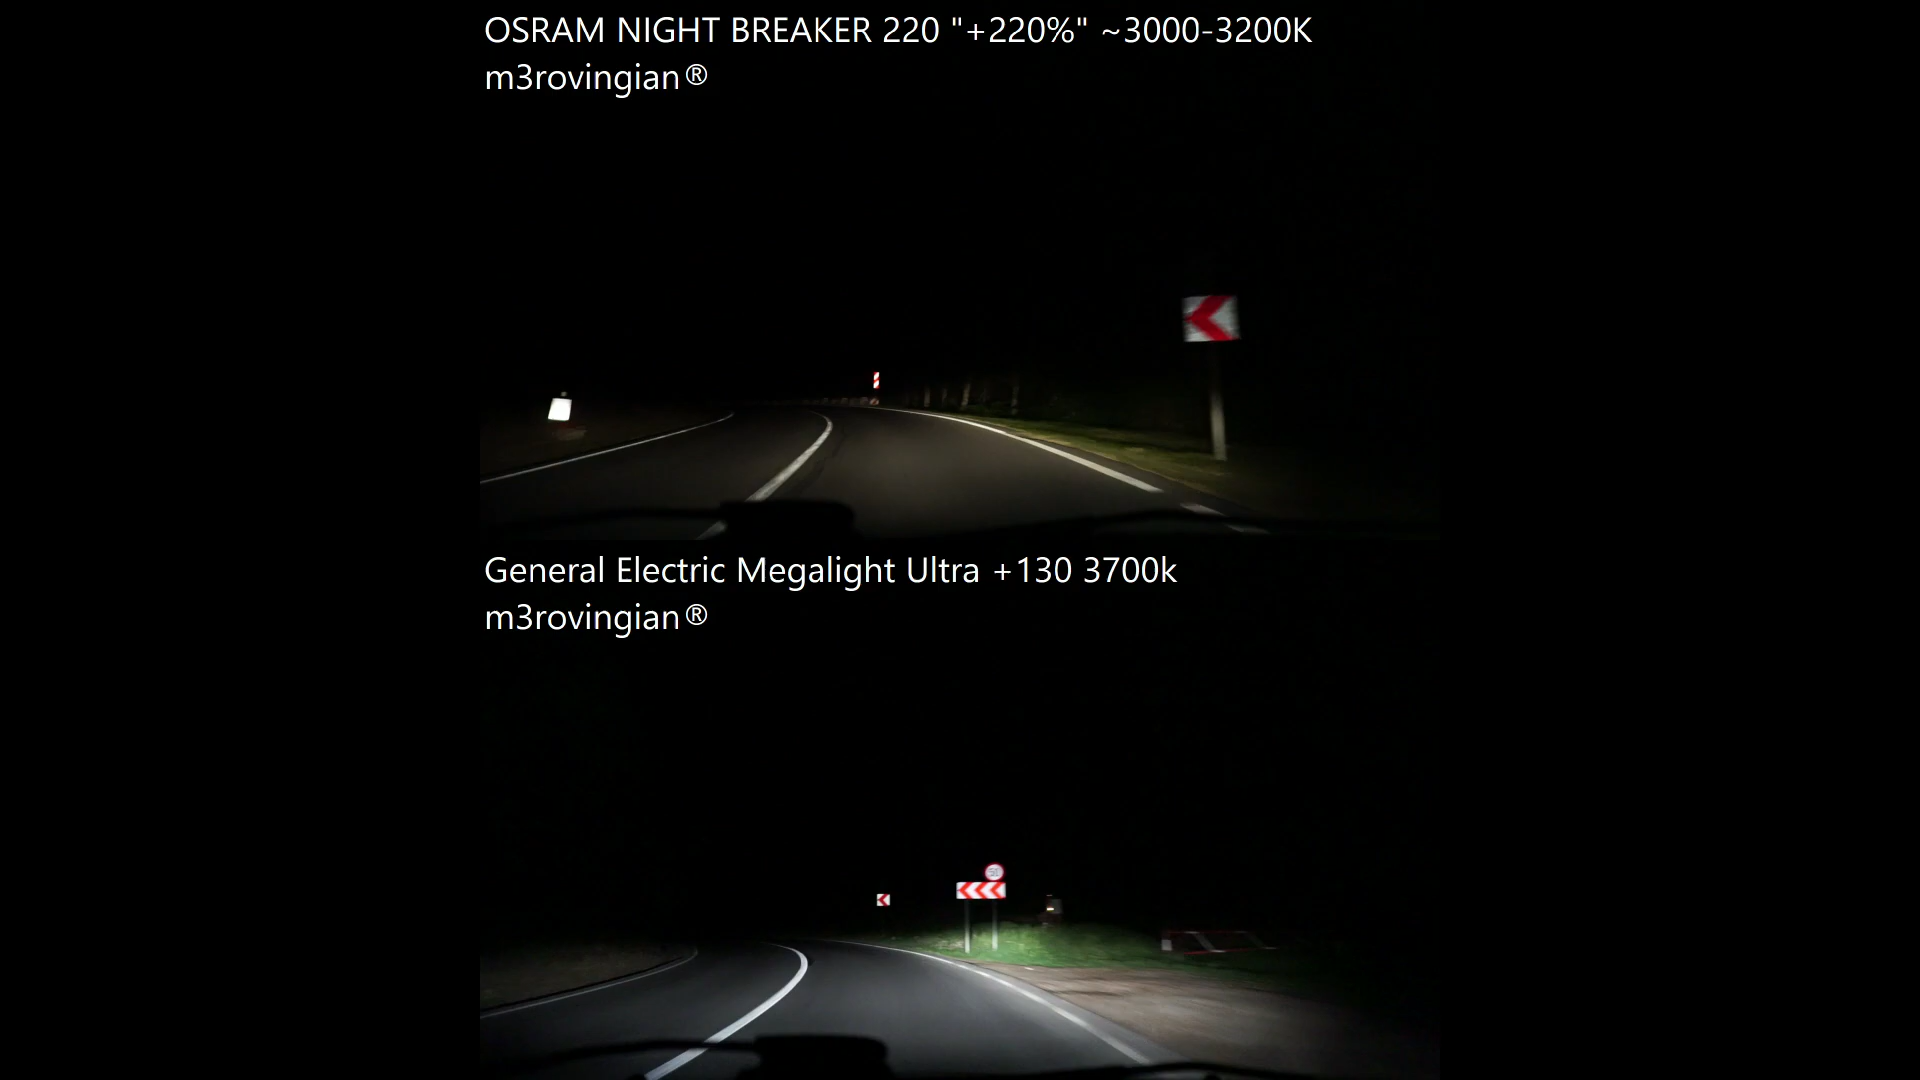 OSRAM NIGHT BREAKER 220 "+220%" ~3000-3200K
m3rovingian®
General Electric Megalight Ultra +130 3700k
m3rovingian®